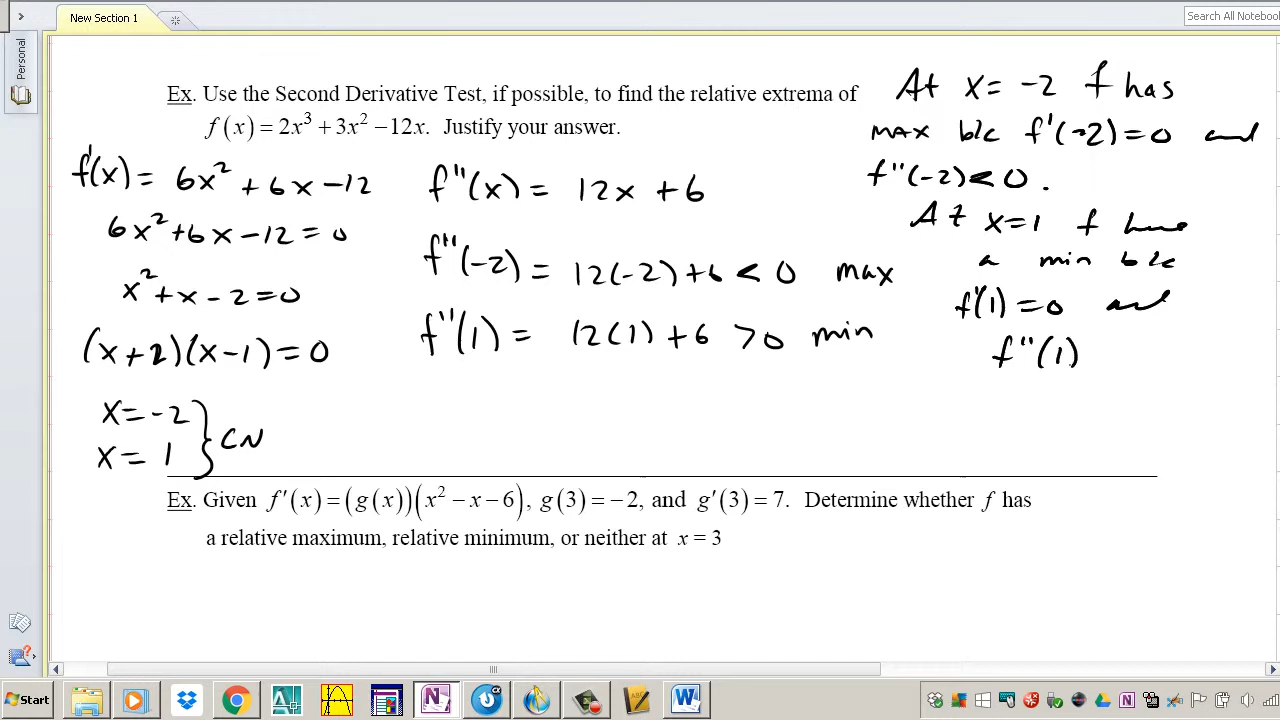 New Section 1
Search All Notebook
Personal
Ex. Use the Second Derivative Test, if possible, to find the relative extrema of
f(x) = 2x³ + 3x² − 12x. Justify your answer.
f'(x) = 6x² + 6x − 12
6x² + 6x − 12 = 0
x² + x − 2 = 0
(x + 2)(x − 1) = 0
x = −2
x = 1
} CN
f''(x) = 12x + 6
f''(−2) = 12(−2) + 6 < 0 max
f''(1) = 12(1) + 6 > 0 min
At x = −2 f has
max b/c f'(−2) = 0 and
f''(−2) < 0.
At x = 1 f has
a min b/c
f'(1) = 0 and
f''(1)
Ex. Given f'(x) = (g(x))(x² − x − 6), g(3) = −2, and g'(3) = 7. Determine whether f has
a relative maximum, relative minimum, or neither at x = 3
Start